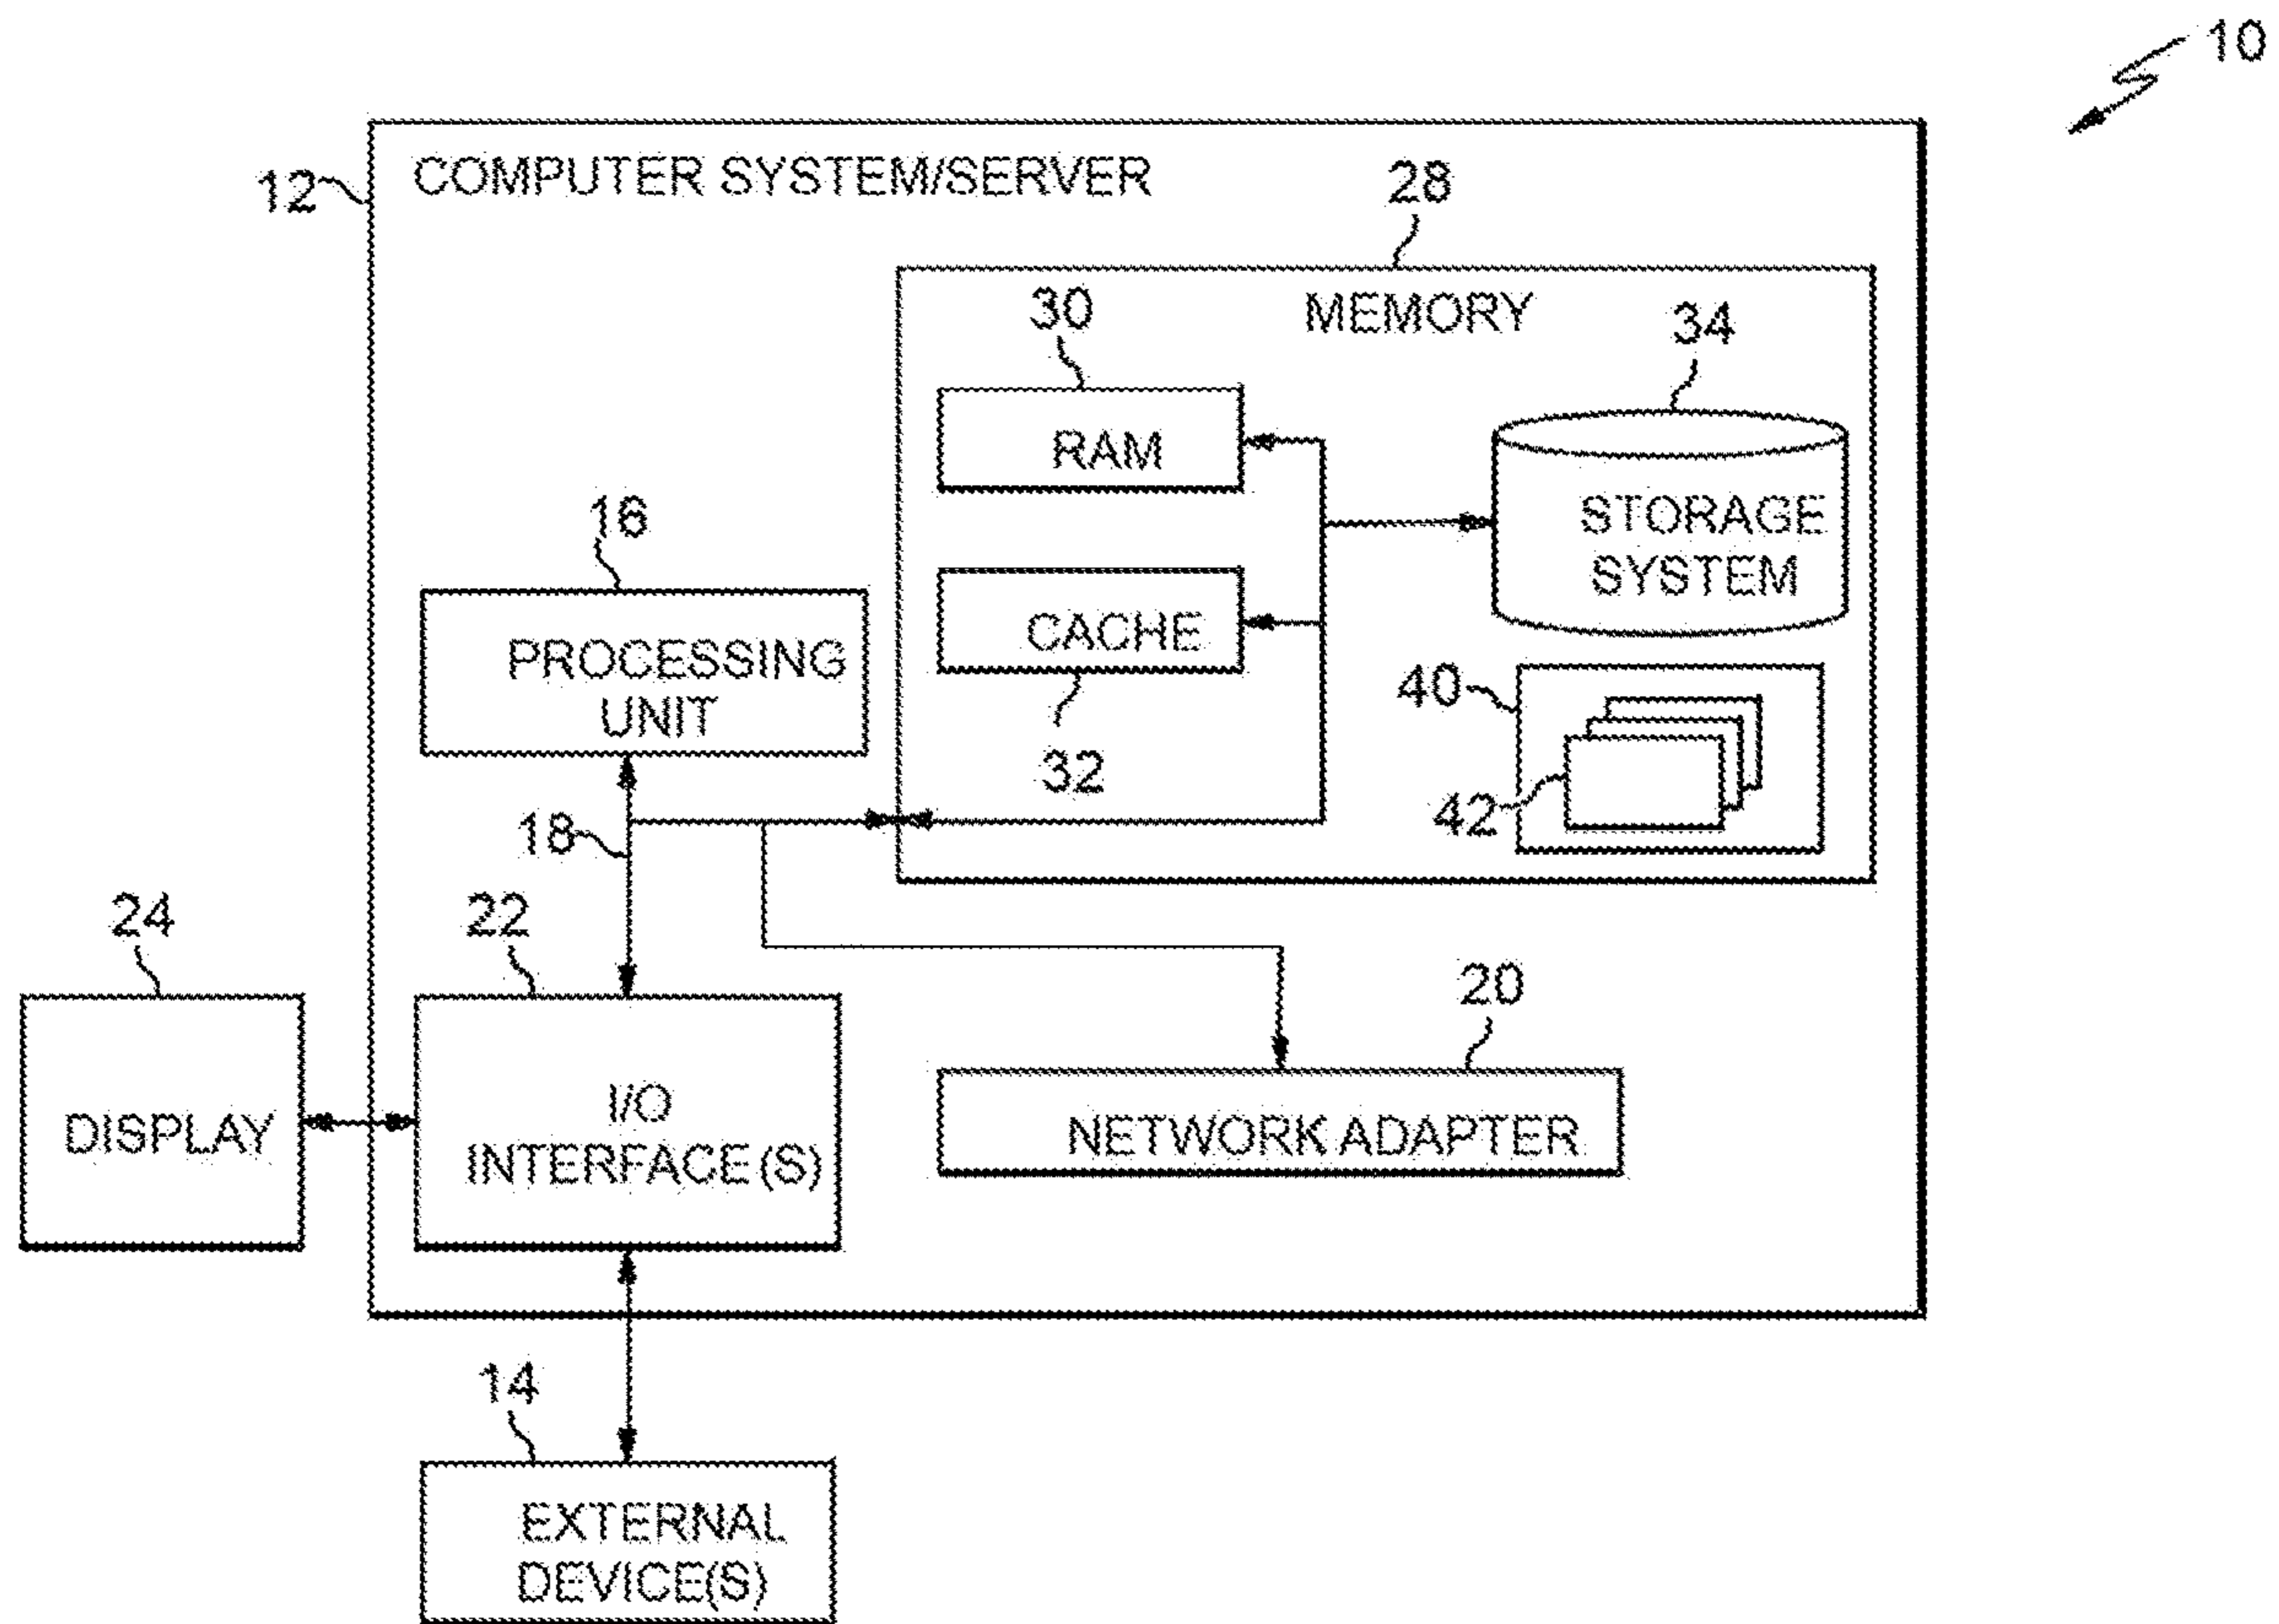 10
12
COMPUTER SYSTEM/SERVER
28
MEMORY
30
34
RAM
STORAGE
SYSTEM
16
CACHE
PROCESSING
UNIT
32
40
42
18
24
22
20
DISPLAY
I/O
INTERFACE(S)
NETWORK ADAPTER
14
EXTERNAL
DEVICE(S)